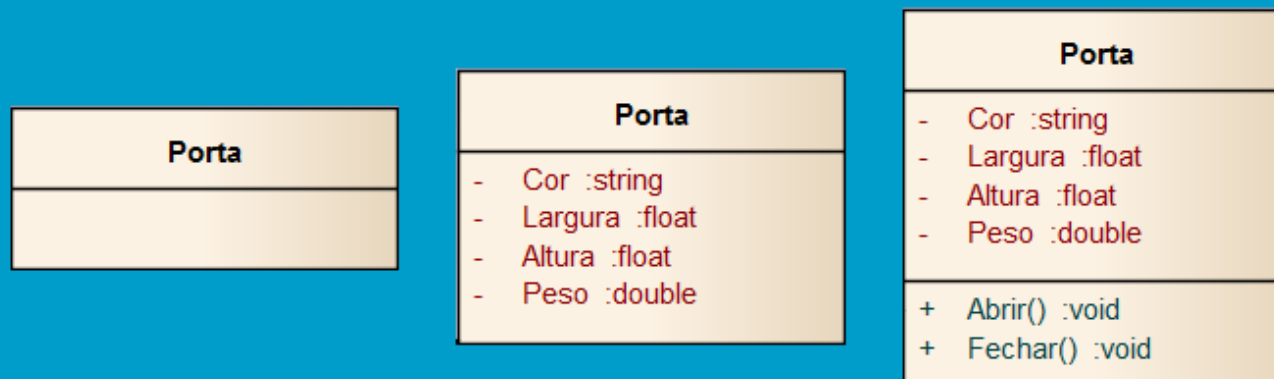 Porta
Porta
- Cor :string
- Largura :float
- Altura :float
- Peso :double
Porta
- Cor :string
- Largura :float
- Altura :float
- Peso :double
+ Abrir() :void
+ Fechar() :void